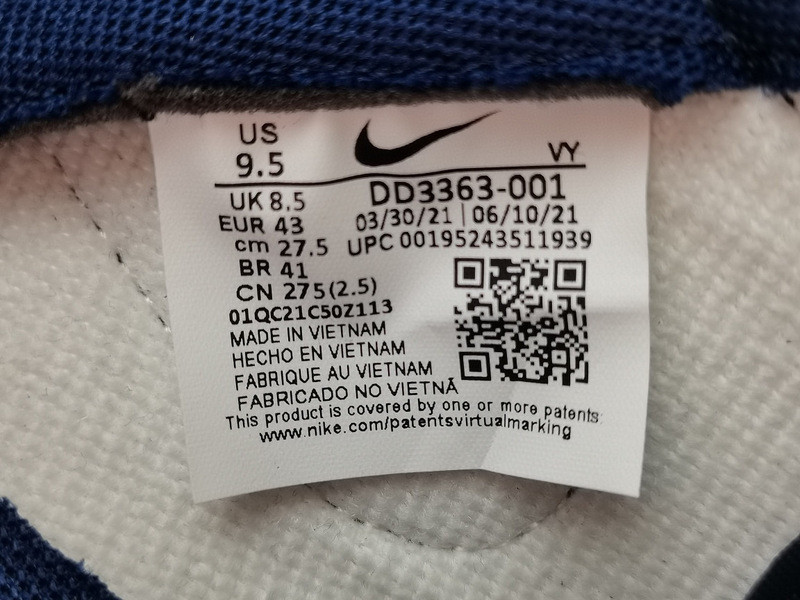 US
9.5
VY
UK 8.5
DD3363-001
EUR 43
03/30/21 | 06/10/21
cm 27.5
UPC 00195243511939
BR 41
CN 275(2.5)
01QC21C50Z113
MADE IN VIETNAM
HECHO EN VIETNAM
FABRIQUE AU VIETNAM
FABRICADO NO VIETNÃ
This product is covered by one or more patents:
www.nike.com/patentsvirtualmarking